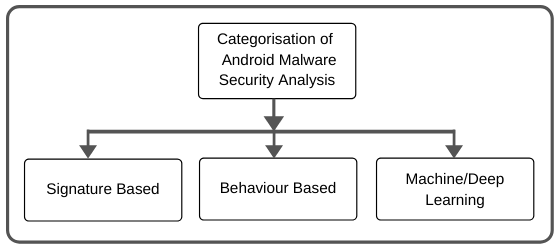 Categorisation of
Android Malware
Security Analysis
Signature Based
Behaviour Based
Machine/Deep
Learning